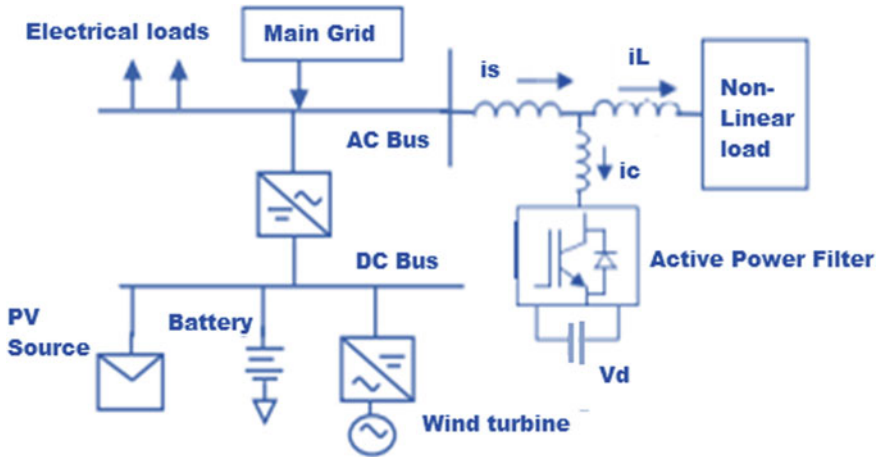 Electrical loads
Main Grid
is
iL
Non-
Linear
load
AC Bus
ic
DC Bus
Active Power Filter
PV
Source
Battery
Vd
Wind turbine